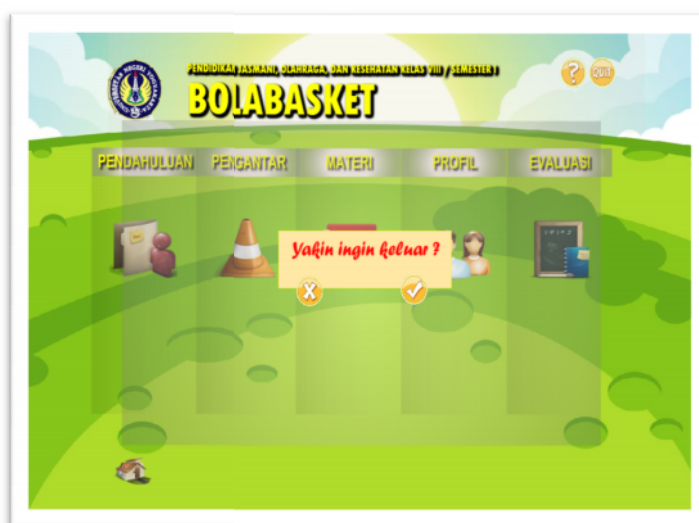 PENDIDIKAN JASMANI, OLAHRAGA, DAN KESEHATAN KELAS VIII / SEMESTER I
BOLABASKET
? QUIT
PENDAHULUAN PENGANTAR MATERI PROFIL EVALUASI
Yakin ingin keluar ?
X